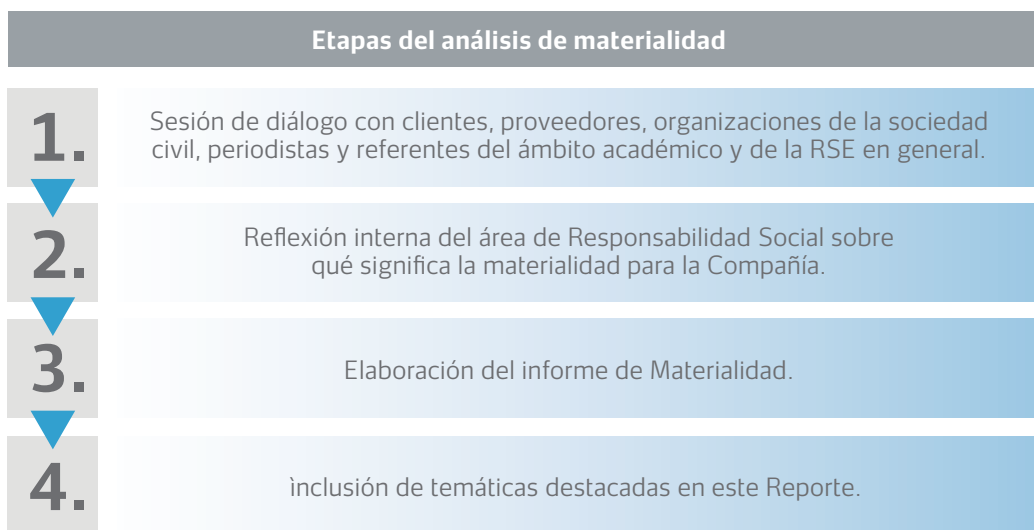 Etapas del análisis de materialidad
1.
Sesión de diálogo con clientes, proveedores, organizaciones de la sociedad
civil, periodistas y referentes del ámbito académico y de la RSE en general.
2.
Reflexión interna del área de Responsabilidad Social sobre
qué significa la materialidad para la Compañía.
3.
Elaboración del informe de Materialidad.
4.
ìnclusión de temáticas destacadas en este Reporte.